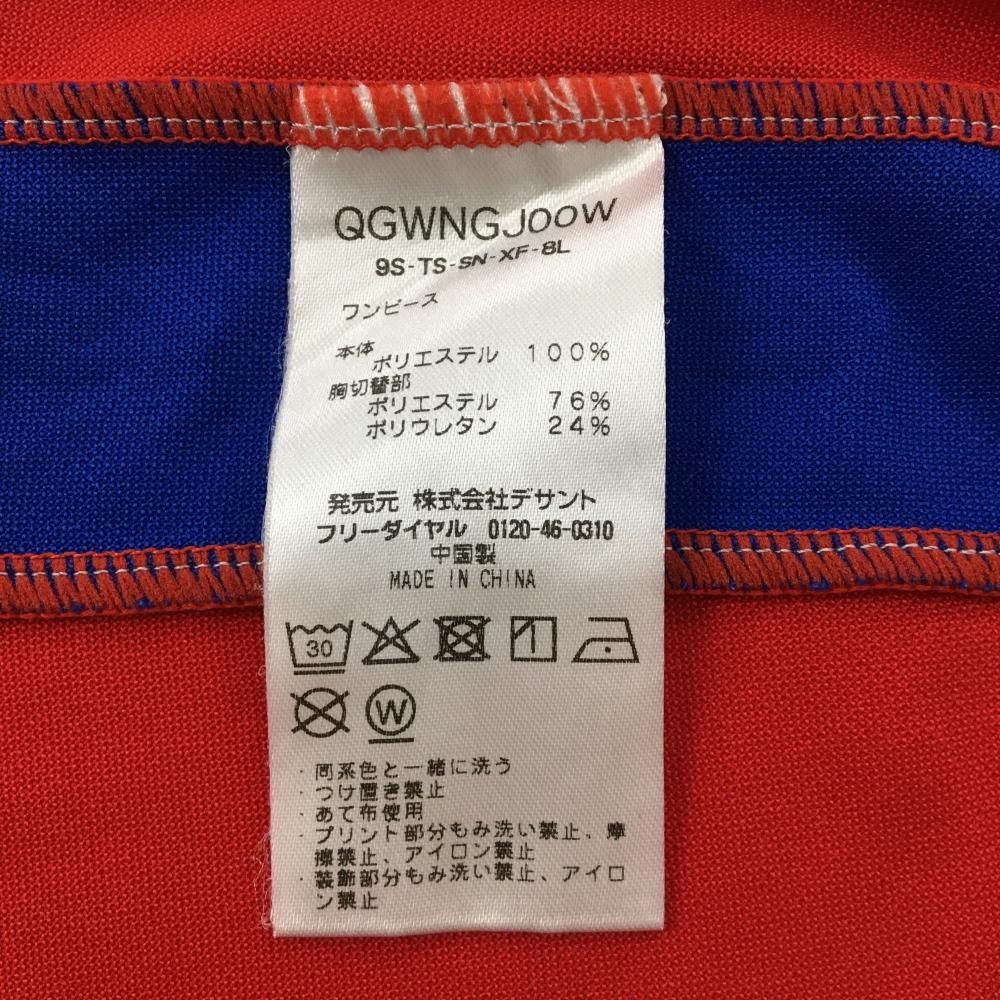 QGWNGJOOW
9S-TS-SN-XF-8L
ワンピース
本体
ポリエステル 100%
胸切替部
ポリエステル 76%
ポリウレタン 24%
発売元 株式会社デサント
フリーダイヤル 0120-46-0310
中国製
MADE IN CHINA
30
W
・同系色と一緒に洗う
・つけ置き禁止
・あて布使用
・プリント部分もみ洗い禁止、摩
擦禁止、アイロン禁止
・装飾部分もみ洗い禁止、アイロ
ン禁止